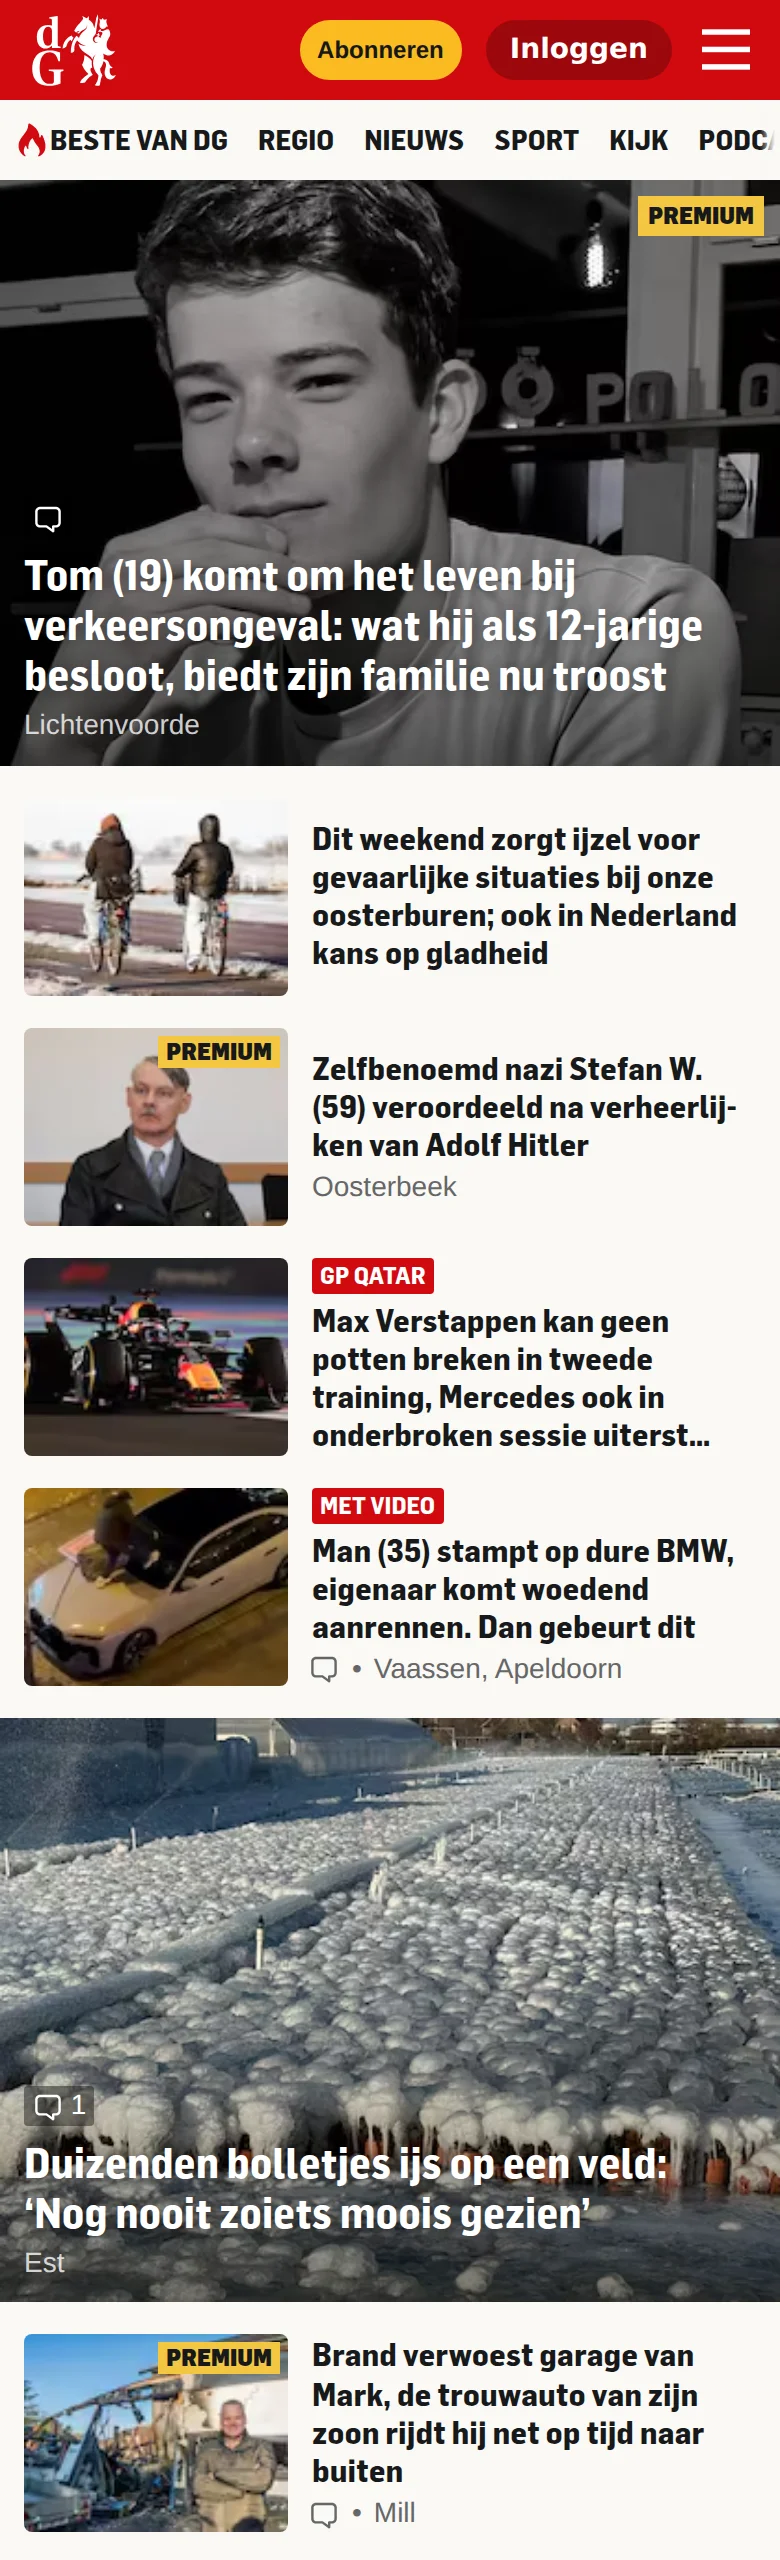 dG
Abonneren
Inloggen
BESTE VAN DG REGIO NIEUWS SPORT KIJK
PREMIUM
Tom (19) komt om het leven bij
verkeersongeval: wat hij als 12-jarige
besloot, biedt zijn familie nu troost
Lichtenvoorde
Dit weekend zorgt ijzel voor
gevaarlijke situaties bij onze
oosterburen; ook in Nederland
kans op gladheid
PREMIUM
Zelfbenoemd nazi Stefan W.
(59) veroordeeld na verheerlij-
ken van Adolf Hitler
Oosterbeek
GP QATAR
Max Verstappen kan geen
potten breken in tweede
training, Mercedes ook in
onderbroken sessie uiterst...
MET VIDEO
Man (35) stampt op dure BMW,
eigenaar komt woedend
aanrennen. Dan gebeurt dit
• Vaassen, Apeldoorn
1
Duizenden bolletjes ijs op een veld:
‘Nog nooit zoiets moois gezien’
Est
PREMIUM
Brand verwoest garage van
Mark, de trouwauto van zijn
zoon rijdt hij net op tijd naar
buiten
• Mill